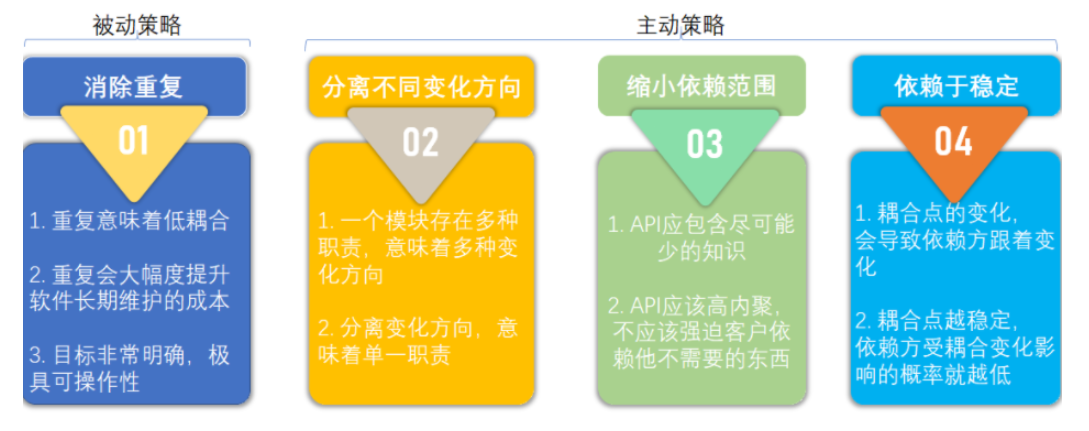 被动策略
主动策略
消除重复
01
1. 重复意味着低耦合
2. 重复会大幅度提升
软件长期维护的成本
3. 目标非常明确，极
具可操作性
分离不同变化方向
02
1. 一个模块存在多种
职责，意味着多种变
化方向
2. 分离变化方向，意
味着单一职责
缩小依赖范围
03
1. API应包含尽可能
少的知识
2. API应该高内聚，
不应该强迫客户依
赖他不需要的东西
依赖于稳定
04
1. 耦合点的变化，
会导致依赖方跟着变
化
2. 耦合点越稳定，
依赖方受耦合变化影
响的概率就越低